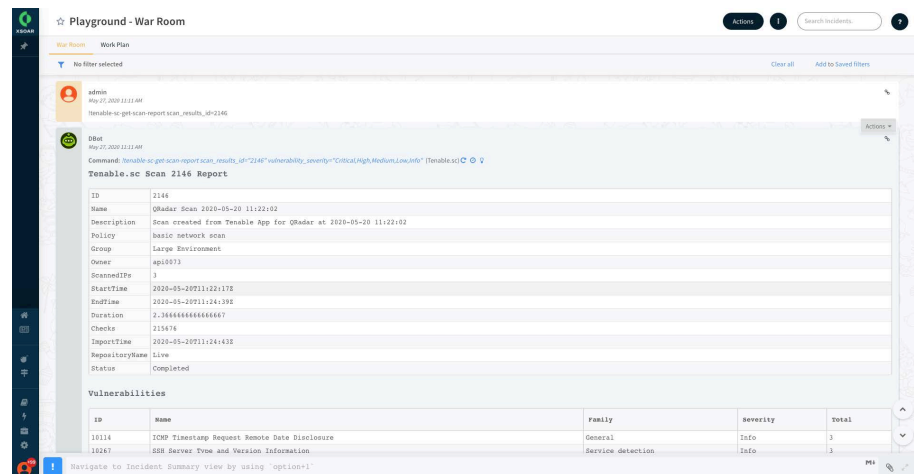 XSOAR
Playground - War Room
Actions
Search Incidents
?
War Room Work Plan
No filter selected
Clear all Add to Saved filters
admin
May 27, 2020 11:11 AM
!tenable-sc-get-scan-report scan_results_id=2146
Actions
DBot
May 27, 2020 11:11 AM
Command: !tenable-sc-get-scan-report scan_results_id="2146" vulnerability_severity="Critical,High,Medium,Low,Info" (Tenable.sc)
Tenable.sc Scan 2146 Report
ID 2146
Name QRadar Scan 2020-05-20 11:22:02
Description Scan created from Tenable App for QRadar at 2020-05-20 11:22:02
Policy basic network scan
Group Large Environment
Owner api0073
ScannedIPs 3
StartTime 2020-05-20T11:22:17Z
EndTime 2020-05-20T11:24:39Z
Duration 2.3666666666666667
Checks 215676
ImportTime 2020-05-20T11:24:43Z
RepositoryName Live
Status Completed
Vulnerabilities
ID Name Family Severity Total
10114 ICMP Timestamp Request Remote Date Disclosure General Info 3
10267 SSH Server Type and Version Information Service detection Info 3
! Navigate to Incident Summary view by using `option+1`